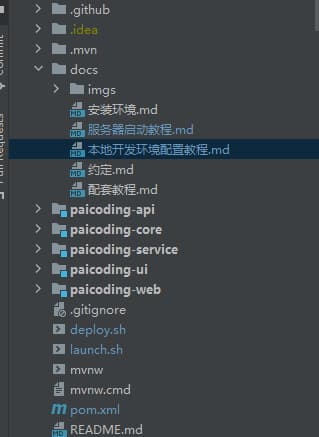 .github
.idea
.mvn
docs
imgs
安装环境.md
服务器启动教程.md
本地开发环境配置教程.md
约定.md
配套教程.md
paicoding-api
paicoding-core
paicoding-service
paicoding-ui
paicoding-web
.gitignore
deploy.sh
launch.sh
mvnw
mvnw.cmd
pom.xml
README.md
Commit
Pull Requests